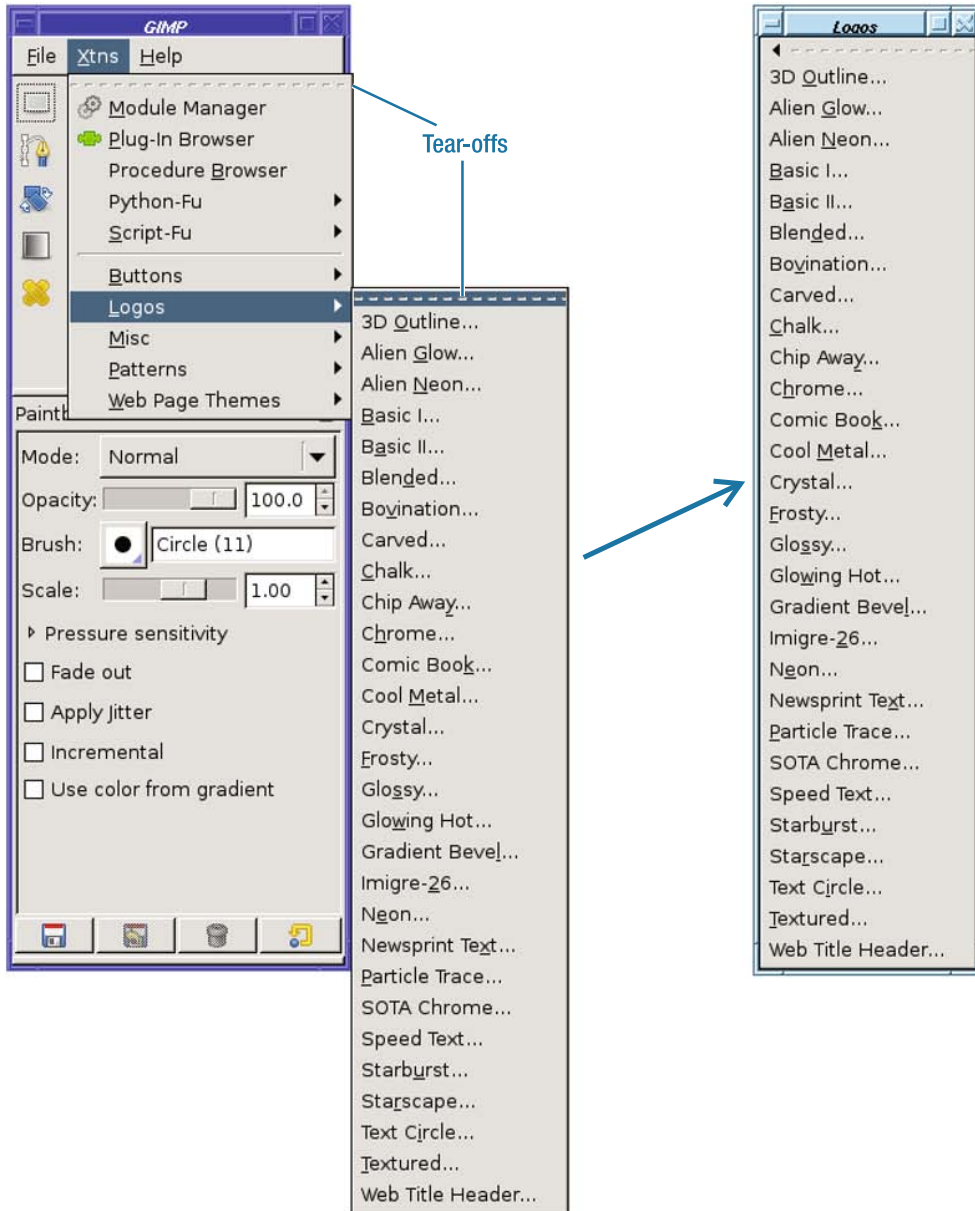 GIMP
File Xtns Help
Module Manager
Plug-In Browser
Procedure Browser
Python-Fu
Script-Fu
Buttons
Logos
Misc
Patterns
Web Page Themes
Tear-offs
Mode: Normal
Opacity: 100.0
Brush: Circle (11)
Scale: 1.00
Pressure sensitivity
Fade out
Apply Jitter
Incremental
Use color from gradient
3D Outline...
Alien Glow...
Alien Neon...
Basic I...
Basic II...
Blended...
Bovination...
Carved...
Chalk...
Chip Away...
Chrome...
Comic Book...
Cool Metal...
Crystal...
Frosty...
Glossy...
Glowing Hot...
Gradient Bevel...
Imigre-26...
Neon...
Newsprint Text...
Particle Trace...
SOTA Chrome...
Speed Text...
Starburst...
Starscape...
Text Circle...
Textured...
Web Title Header...
Logos
3D Outline...
Alien Glow...
Alien Neon...
Basic I...
Basic II...
Blended...
Bovination...
Carved...
Chalk...
Chip Away...
Chrome...
Comic Book...
Cool Metal...
Crystal...
Frosty...
Glossy...
Glowing Hot...
Gradient Bevel...
Imigre-26...
Neon...
Newsprint Text...
Particle Trace...
SOTA Chrome...
Speed Text...
Starburst...
Starscape...
Text Circle...
Textured...
Web Title Header...